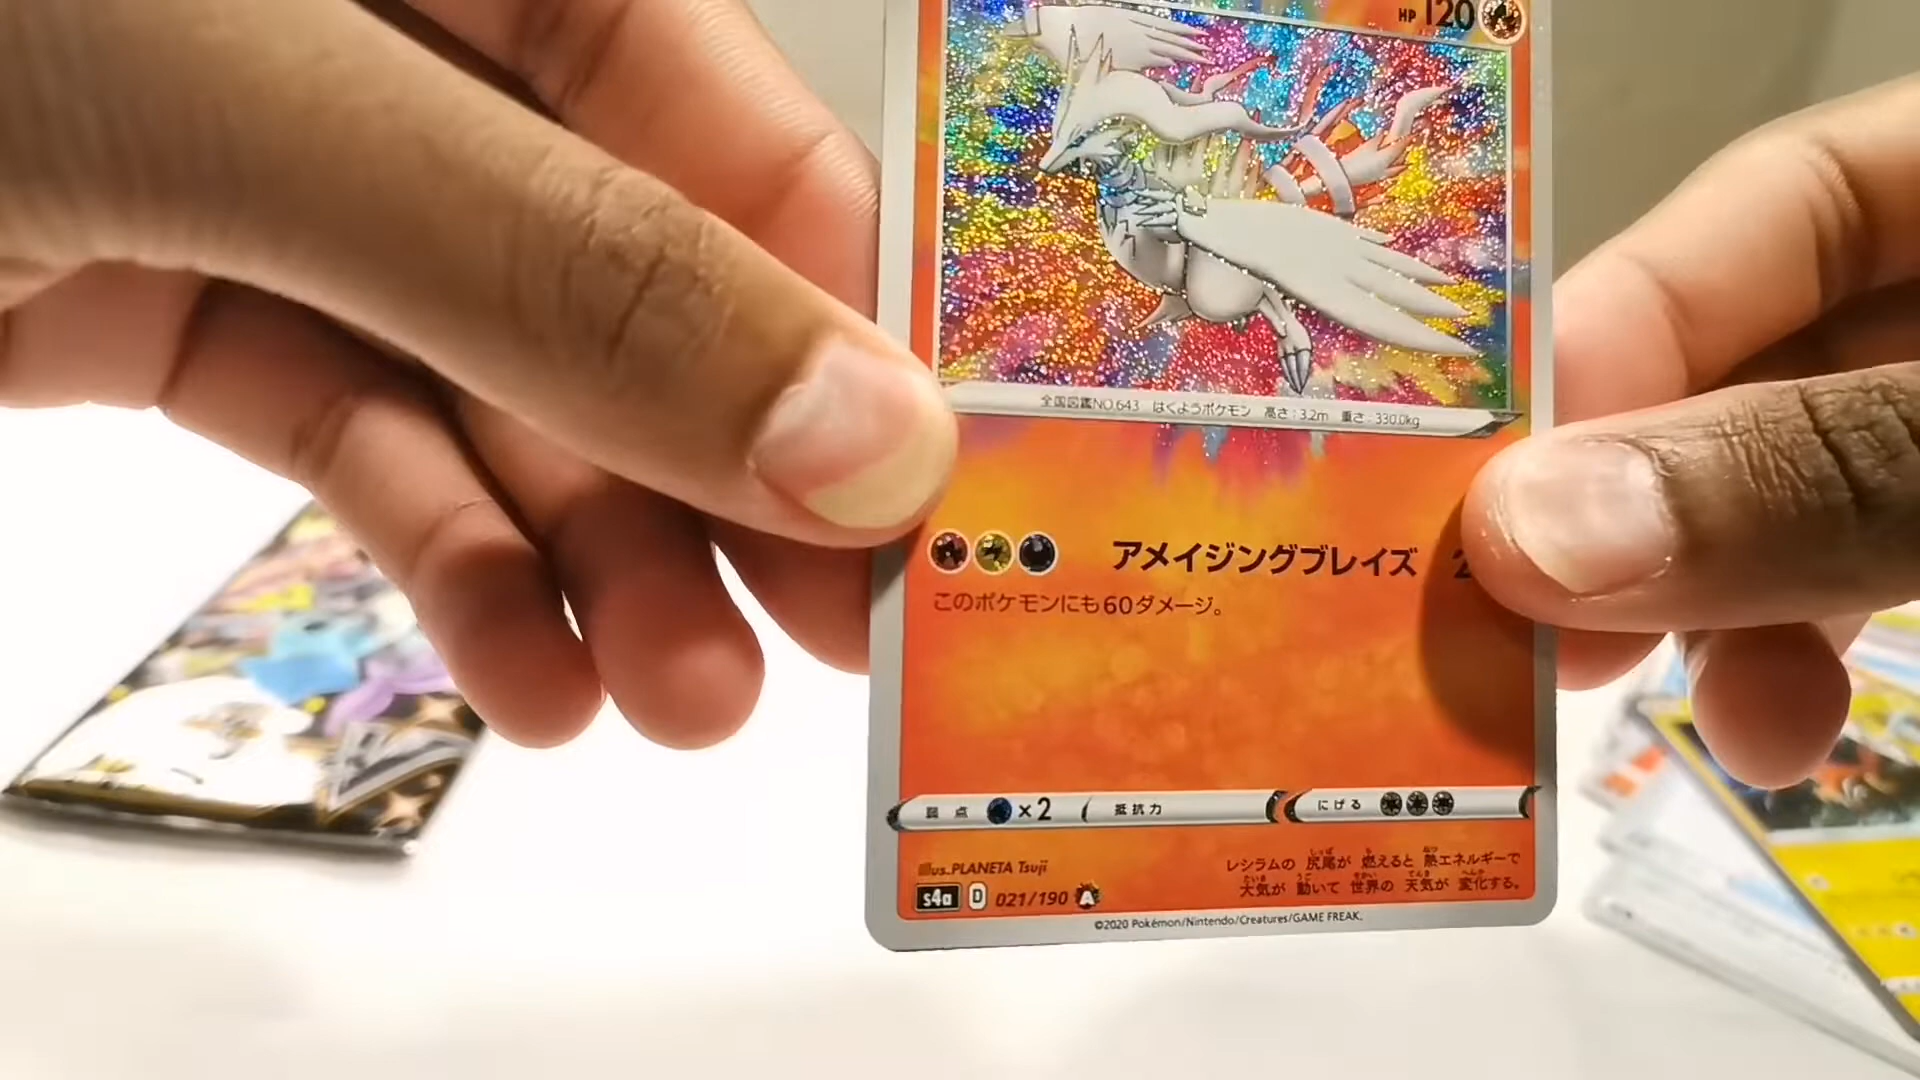 HP 120
全国図鑑NO.643 はくようポケモン 高さ:3.2m 重さ:330.0kg
アメイジングブレイズ
このポケモンにも60ダメージ。
弱点 ×2 抵抗力 にげる
illus.PLANETA Tsuji
レシラムの 尻尾が 燃えると 熱エネルギーで
大気が 動いて 世界の 天気が 変化する。
s4a D 021/190 A
©2020 Pokémon/Nintendo/Creatures/GAME FREAK.